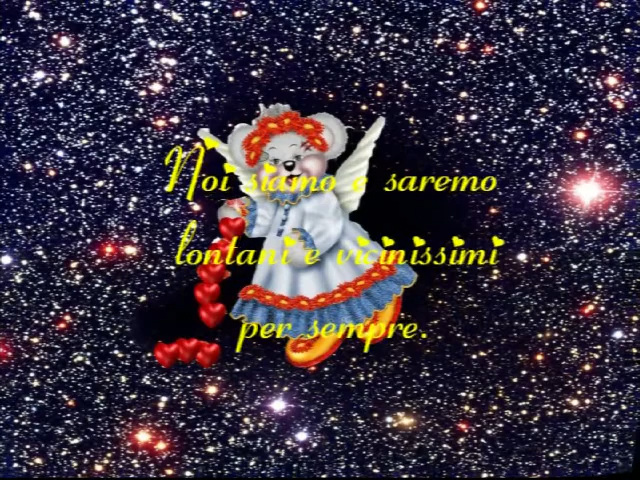 Noi siamo e saremo
lontani e vicinissimi
per sempre.